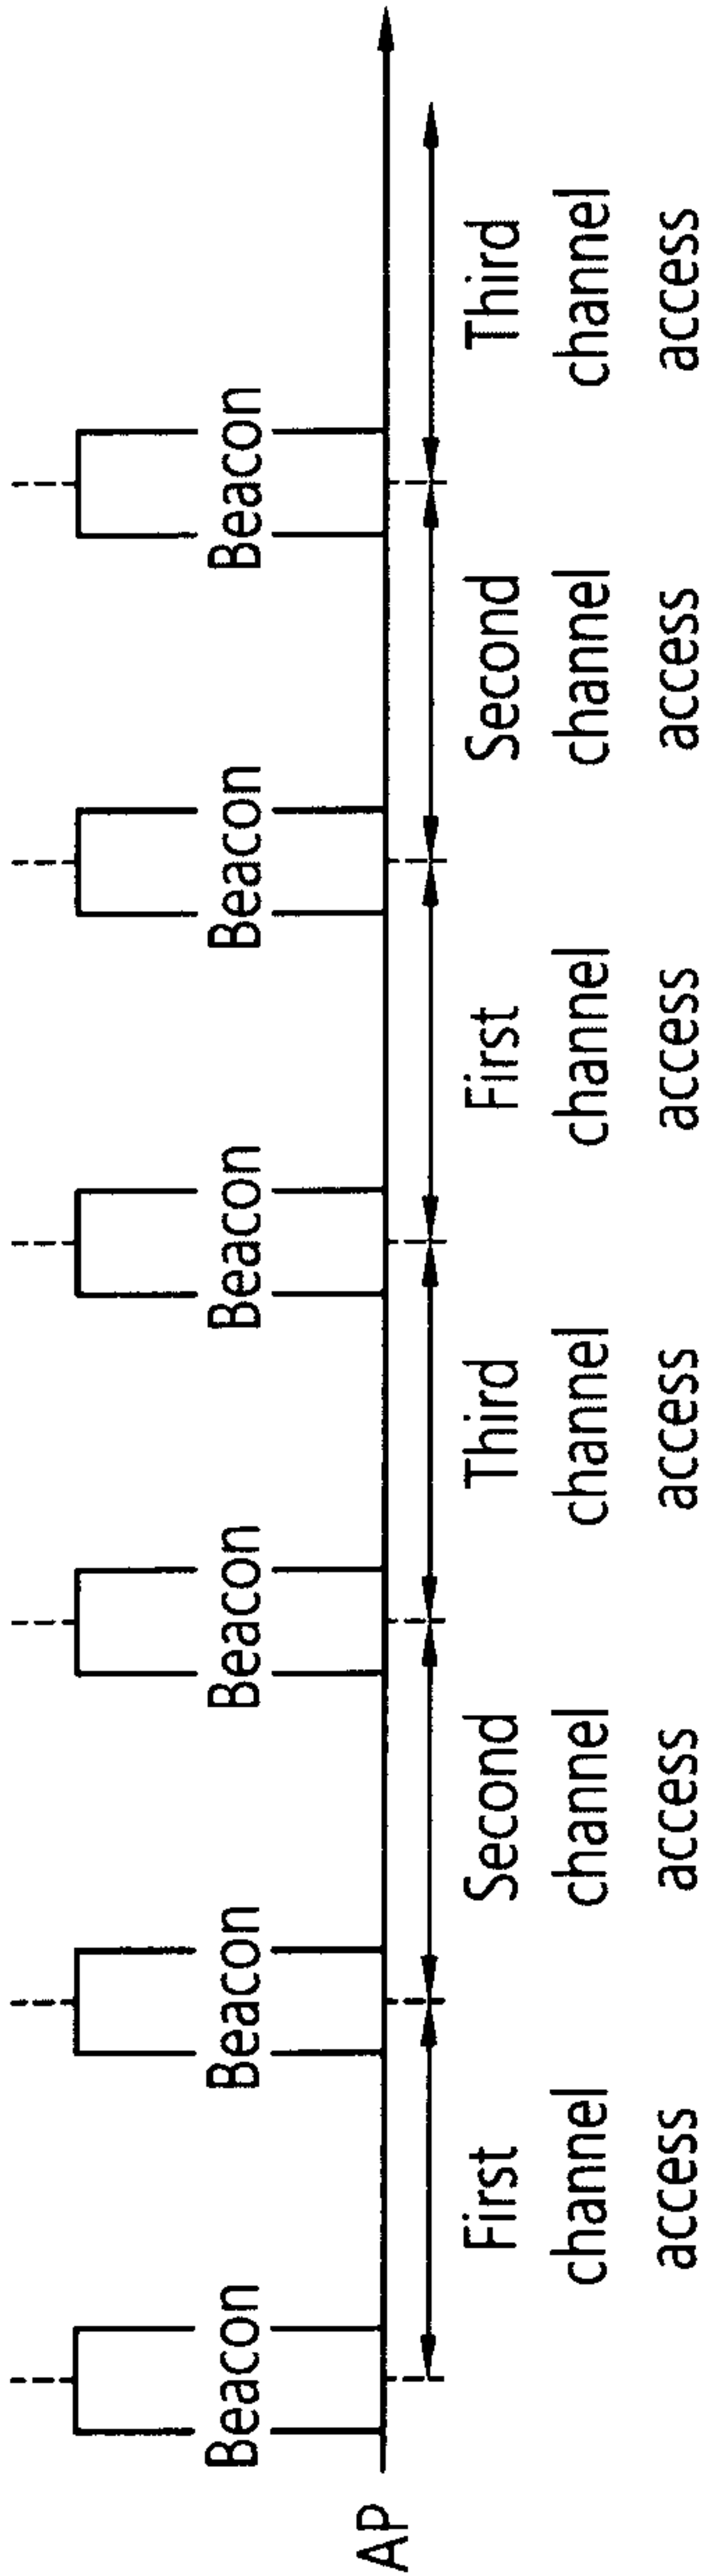 Beacon
Beacon
Beacon
Beacon
Beacon
Beacon
AP
First
channel
access
Second
channel
access
Third
channel
access
First
channel
access
Second
channel
access
Third
channel
access